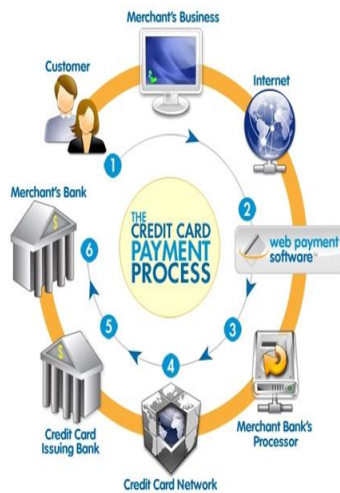 Merchant's Business
Customer
Internet
1
2
Merchant's Bank
THE
CREDIT CARD
PAYMENT
PROCESS
web payment
software™
6
5
4
3
$
$
Credit Card
Issuing Bank
Merchant Bank's
Processor
Credit Card Network